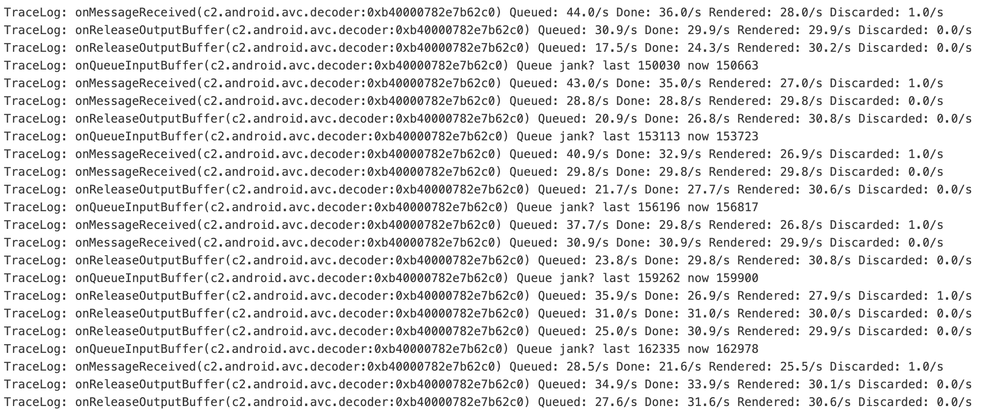 TraceLog: onMessageReceived(c2.android.avc.decoder:0xb40000782e7b62c0) Queued: 44.0/s Done: 36.0/s Rendered: 28.0/s Discarded: 1.0/s
TraceLog: onReleaseOutputBuffer(c2.android.avc.decoder:0xb40000782e7b62c0) Queued: 30.9/s Done: 29.9/s Rendered: 29.9/s Discarded: 0.0/s
TraceLog: onReleaseOutputBuffer(c2.android.avc.decoder:0xb40000782e7b62c0) Queued: 17.5/s Done: 24.3/s Rendered: 30.2/s Discarded: 0.0/s
TraceLog: onQueueInputBuffer(c2.android.avc.decoder:0xb40000782e7b62c0) Queue jank? last 150030 now 150663
TraceLog: onMessageReceived(c2.android.avc.decoder:0xb40000782e7b62c0) Queued: 43.0/s Done: 35.0/s Rendered: 27.0/s Discarded: 1.0/s
TraceLog: onMessageReceived(c2.android.avc.decoder:0xb40000782e7b62c0) Queued: 28.8/s Done: 28.8/s Rendered: 29.8/s Discarded: 0.0/s
TraceLog: onReleaseOutputBuffer(c2.android.avc.decoder:0xb40000782e7b62c0) Queued: 20.9/s Done: 26.8/s Rendered: 30.8/s Discarded: 0.0/s
TraceLog: onQueueInputBuffer(c2.android.avc.decoder:0xb40000782e7b62c0) Queue jank? last 153113 now 153723
TraceLog: onMessageReceived(c2.android.avc.decoder:0xb40000782e7b62c0) Queued: 40.9/s Done: 32.9/s Rendered: 26.9/s Discarded: 1.0/s
TraceLog: onMessageReceived(c2.android.avc.decoder:0xb40000782e7b62c0) Queued: 29.8/s Done: 29.8/s Rendered: 29.8/s Discarded: 0.0/s
TraceLog: onReleaseOutputBuffer(c2.android.avc.decoder:0xb40000782e7b62c0) Queued: 21.7/s Done: 27.7/s Rendered: 30.6/s Discarded: 0.0/s
TraceLog: onQueueInputBuffer(c2.android.avc.decoder:0xb40000782e7b62c0) Queue jank? last 156196 now 156817
TraceLog: onMessageReceived(c2.android.avc.decoder:0xb40000782e7b62c0) Queued: 37.7/s Done: 29.8/s Rendered: 26.8/s Discarded: 1.0/s
TraceLog: onMessageReceived(c2.android.avc.decoder:0xb40000782e7b62c0) Queued: 30.9/s Done: 30.9/s Rendered: 29.9/s Discarded: 0.0/s
TraceLog: onReleaseOutputBuffer(c2.android.avc.decoder:0xb40000782e7b62c0) Queued: 23.8/s Done: 29.8/s Rendered: 30.8/s Discarded: 0.0/s
TraceLog: onQueueInputBuffer(c2.android.avc.decoder:0xb40000782e7b62c0) Queue jank? last 159262 now 159900
TraceLog: onReleaseOutputBuffer(c2.android.avc.decoder:0xb40000782e7b62c0) Queued: 35.9/s Done: 26.9/s Rendered: 27.9/s Discarded: 1.0/s
TraceLog: onReleaseOutputBuffer(c2.android.avc.decoder:0xb40000782e7b62c0) Queued: 31.0/s Done: 31.0/s Rendered: 30.0/s Discarded: 0.0/s
TraceLog: onReleaseOutputBuffer(c2.android.avc.decoder:0xb40000782e7b62c0) Queued: 25.0/s Done: 30.9/s Rendered: 29.9/s Discarded: 0.0/s
TraceLog: onQueueInputBuffer(c2.android.avc.decoder:0xb40000782e7b62c0) Queue jank? last 162335 now 162978
TraceLog: onMessageReceived(c2.android.avc.decoder:0xb40000782e7b62c0) Queued: 28.5/s Done: 21.6/s Rendered: 25.5/s Discarded: 1.0/s
TraceLog: onReleaseOutputBuffer(c2.android.avc.decoder:0xb40000782e7b62c0) Queued: 34.9/s Done: 33.9/s Rendered: 30.1/s Discarded: 0.0/s
TraceLog: onReleaseOutputBuffer(c2.android.avc.decoder:0xb40000782e7b62c0) Queued: 27.6/s Done: 31.6/s Rendered: 30.6/s Discarded: 0.0/s